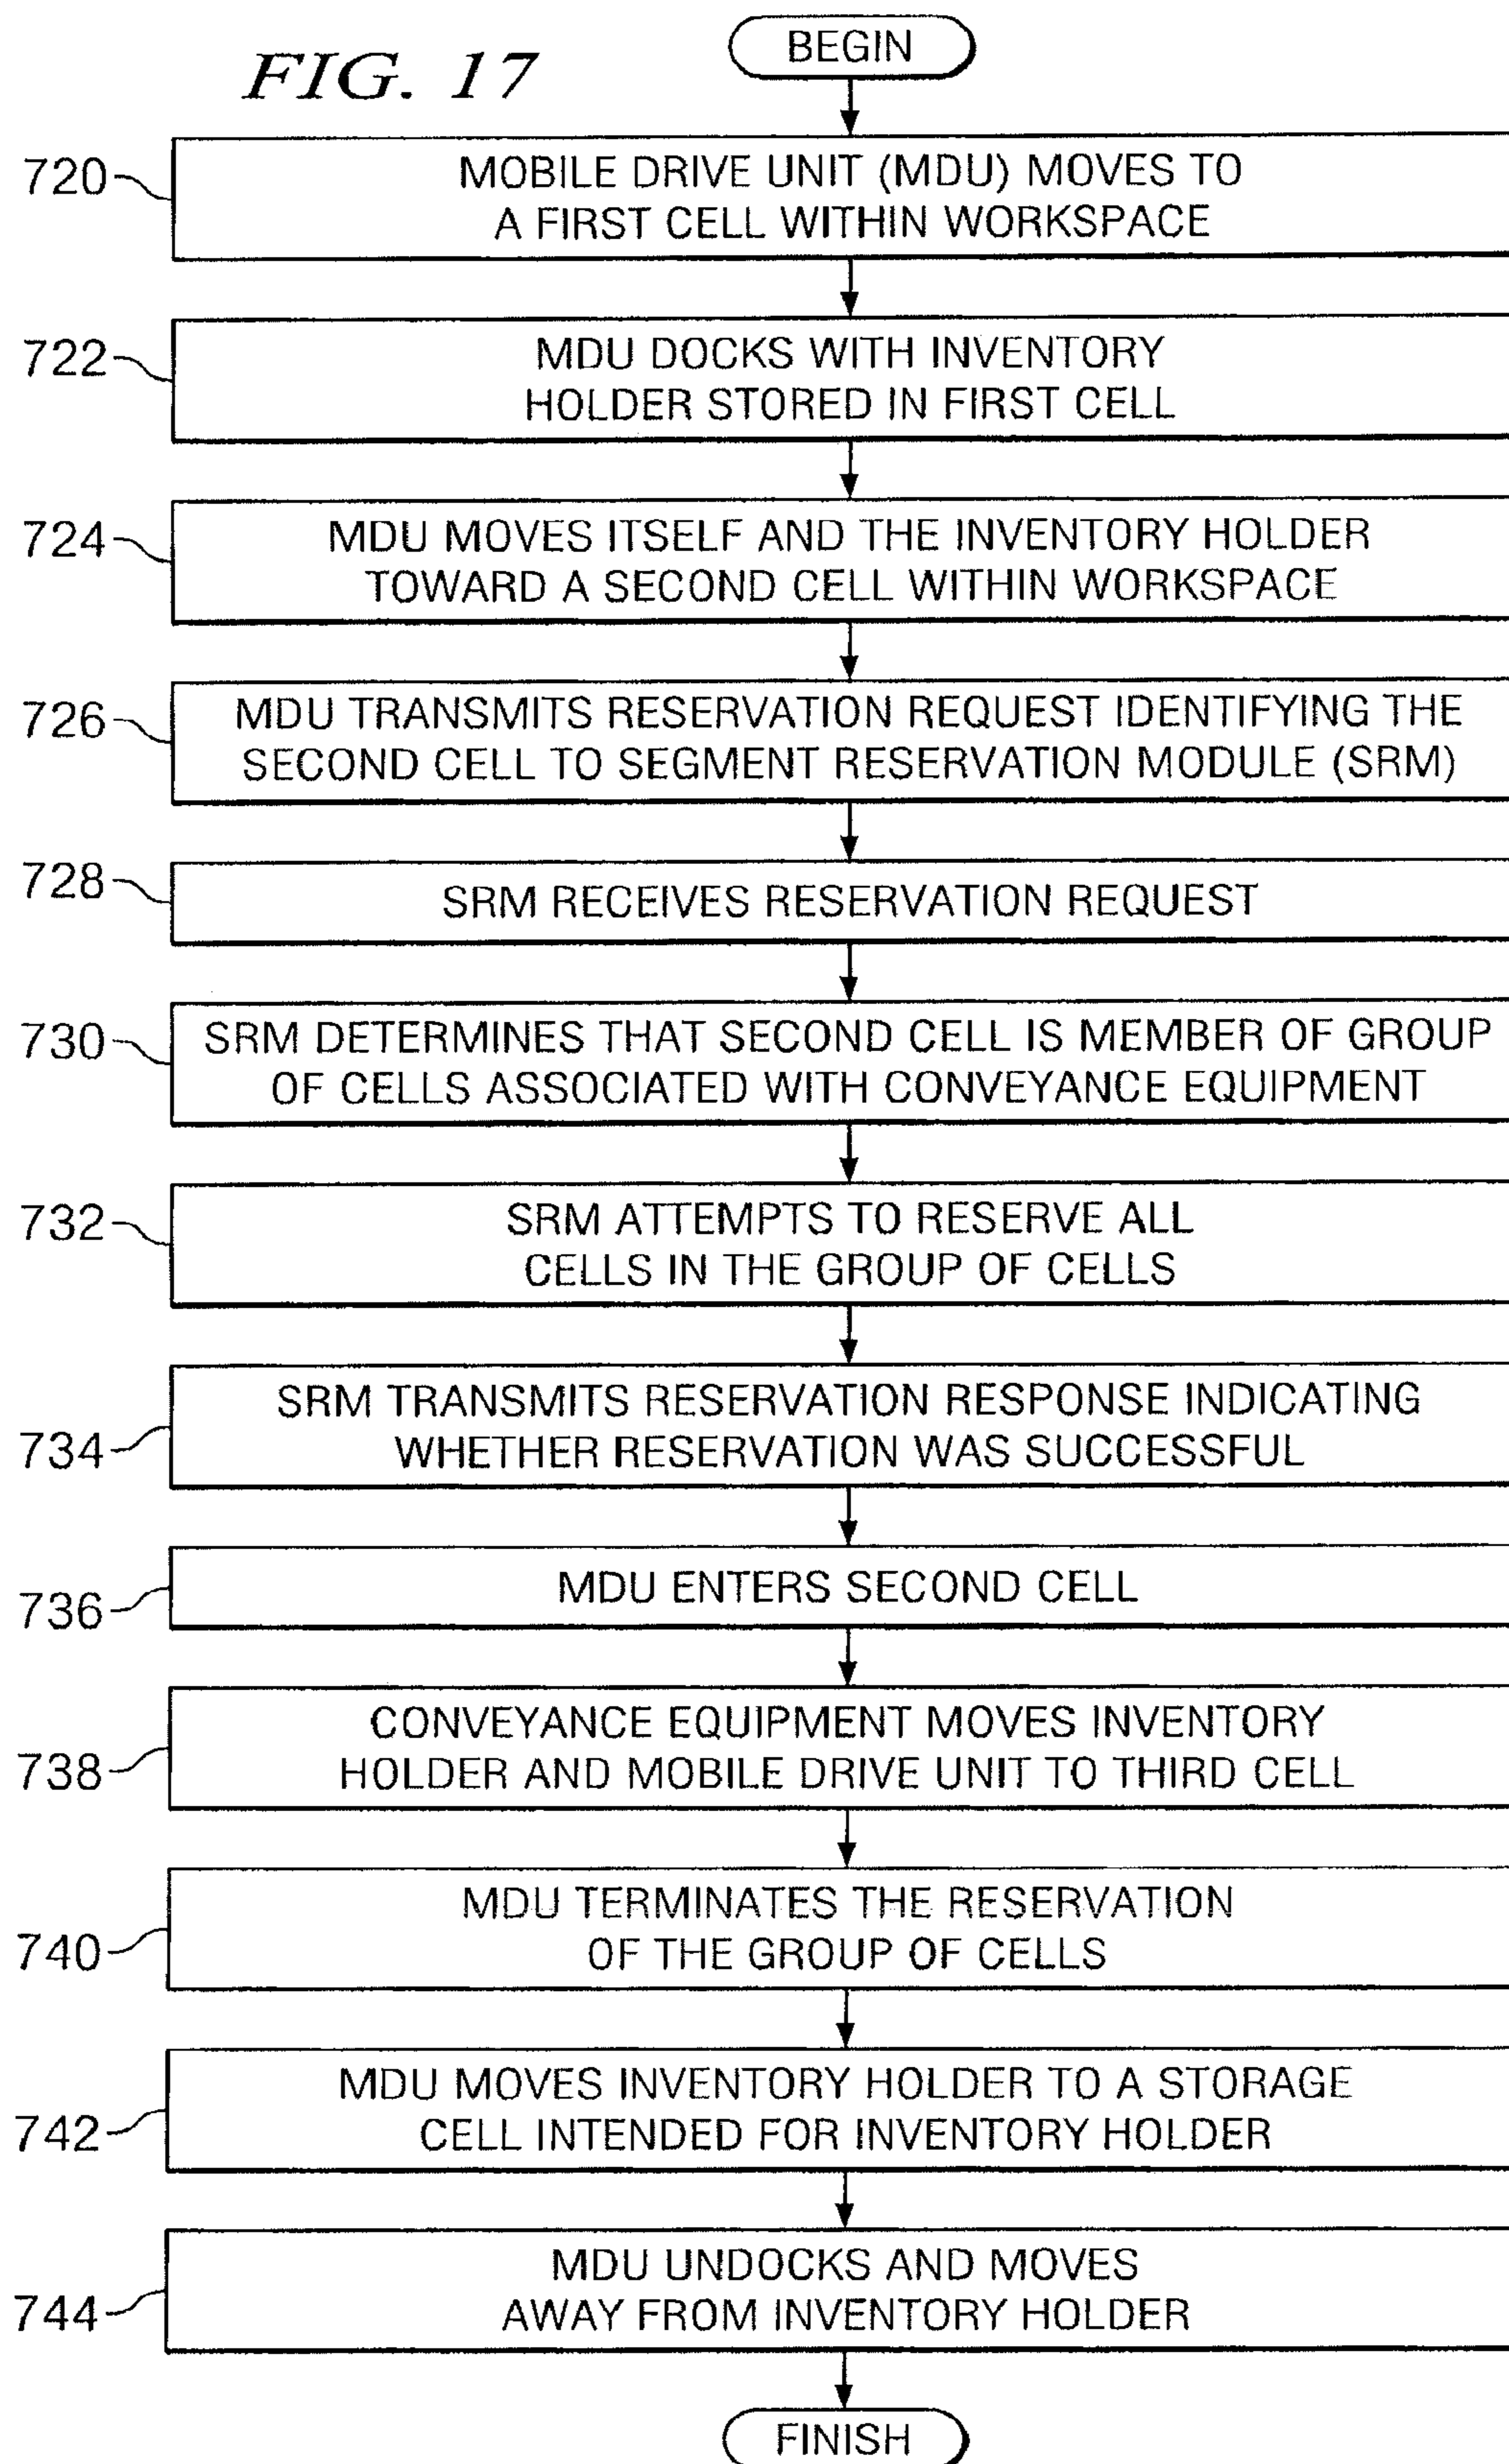 FIG. 17
BEGIN
720
MOBILE DRIVE UNIT (MDU) MOVES TO
A FIRST CELL WITHIN WORKSPACE
722
MDU DOCKS WITH INVENTORY
HOLDER STORED IN FIRST CELL
724
MDU MOVES ITSELF AND THE INVENTORY HOLDER
TOWARD A SECOND CELL WITHIN WORKSPACE
726
MDU TRANSMITS RESERVATION REQUEST IDENTIFYING THE
SECOND CELL TO SEGMENT RESERVATION MODULE (SRM)
728
SRM RECEIVES RESERVATION REQUEST
730
SRM DETERMINES THAT SECOND CELL IS MEMBER OF GROUP
OF CELLS ASSOCIATED WITH CONVEYANCE EQUIPMENT
732
SRM ATTEMPTS TO RESERVE ALL
CELLS IN THE GROUP OF CELLS
734
SRM TRANSMITS RESERVATION RESPONSE INDICATING
WHETHER RESERVATION WAS SUCCESSFUL
736
MDU ENTERS SECOND CELL
738
CONVEYANCE EQUIPMENT MOVES INVENTORY
HOLDER AND MOBILE DRIVE UNIT TO THIRD CELL
740
MDU TERMINATES THE RESERVATION
OF THE GROUP OF CELLS
742
MDU MOVES INVENTORY HOLDER TO A STORAGE
CELL INTENDED FOR INVENTORY HOLDER
744
MDU UNDOCKS AND MOVES
AWAY FROM INVENTORY HOLDER
FINISH